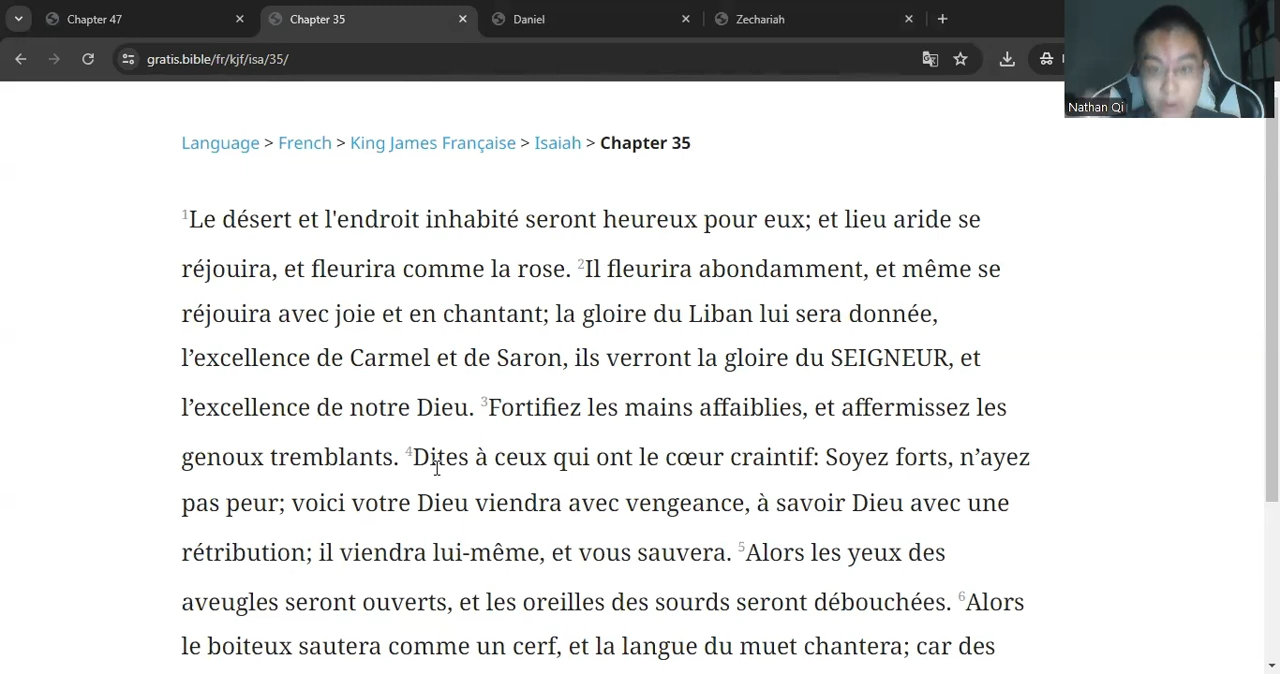 Chapter 47
Chapter 35
Daniel
Zechariah
gratis.bible/fr/kjf/isa/35/
Nathan Qi
Language > French > King James Française > Isaiah > Chapter 35
1Le désert et l'endroit inhabité seront heureux pour eux; et lieu aride se
réjouira, et fleurira comme la rose. 2Il fleurira abondamment, et même se
réjouira avec joie et en chantant; la gloire du Liban lui sera donnée,
l’excellence de Carmel et de Saron, ils verront la gloire du SEIGNEUR, et
l’excellence de notre Dieu. 3Fortifiez les mains affaiblies, et affermissez les
genoux tremblants. 4Dites à ceux qui ont le cœur craintif: Soyez forts, n’ayez
pas peur; voici votre Dieu viendra avec vengeance, à savoir Dieu avec une
rétribution; il viendra lui-même, et vous sauvera. 5Alors les yeux des
aveugles seront ouverts, et les oreilles des sourds seront débouchées. 6Alors
le boiteux sautera comme un cerf, et la langue du muet chantera; car des